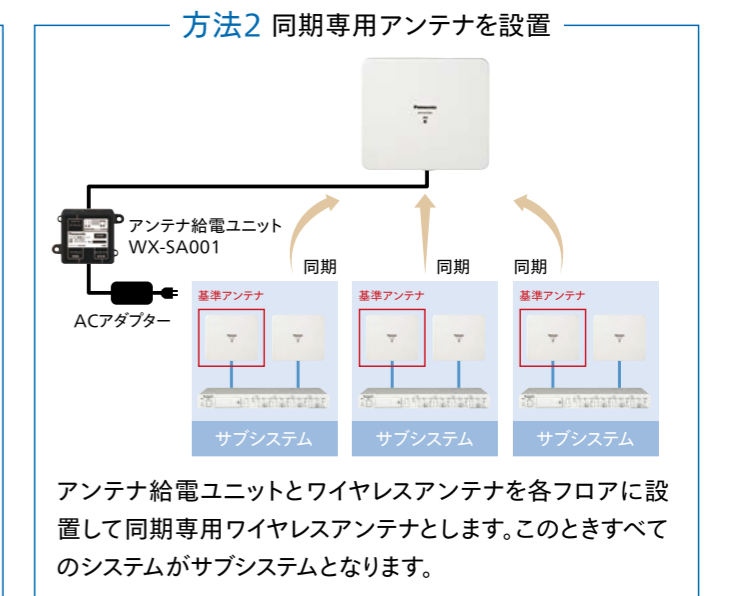 方法2 同期専用アンテナを設置
Panasonic
アンテナ給電ユニット
WX-SA001
ACアダプター
同期
同期
同期
基準アンテナ
基準アンテナ
基準アンテナ
サブシステム
サブシステム
サブシステム
アンテナ給電ユニットとワイヤレスアンテナを各フロアに設
置して同期専用ワイヤレスアンテナとします。このときすべて
のシステムがサブシステムとなります。